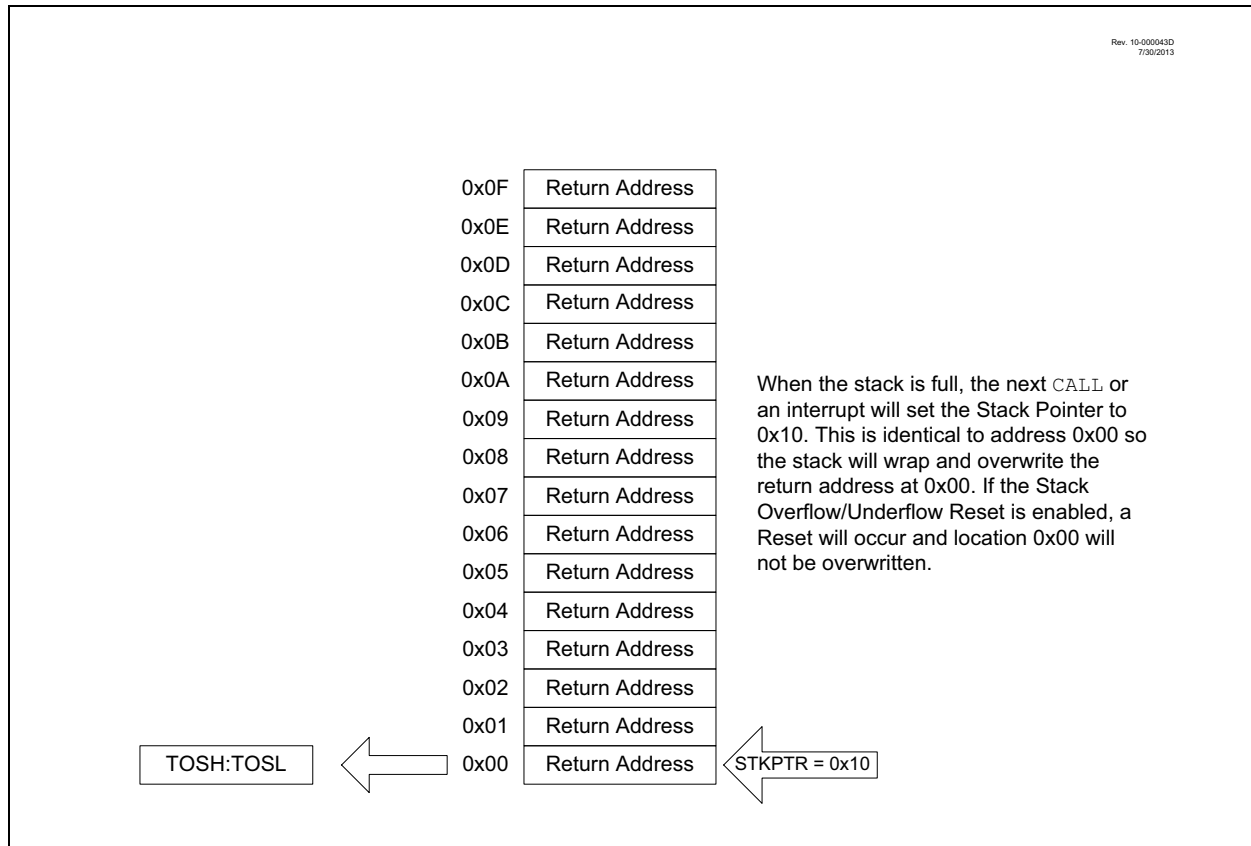 Rev. 10-000043D
7/30/2013
0x0F Return Address
0x0E Return Address
0x0D Return Address
0x0C Return Address
0x0B Return Address
0x0A Return Address
0x09 Return Address
0x08 Return Address
0x07 Return Address
0x06 Return Address
0x05 Return Address
0x04 Return Address
0x03 Return Address
0x02 Return Address
0x01 Return Address
TOSH:TOSL 0x00 Return Address STKPTR = 0x10
When the stack is full, the next CALL or
an interrupt will set the Stack Pointer to
0x10. This is identical to address 0x00 so
the stack will wrap and overwrite the
return address at 0x00. If the Stack
Overflow/Underflow Reset is enabled, a
Reset will occur and location 0x00 will
not be overwritten.